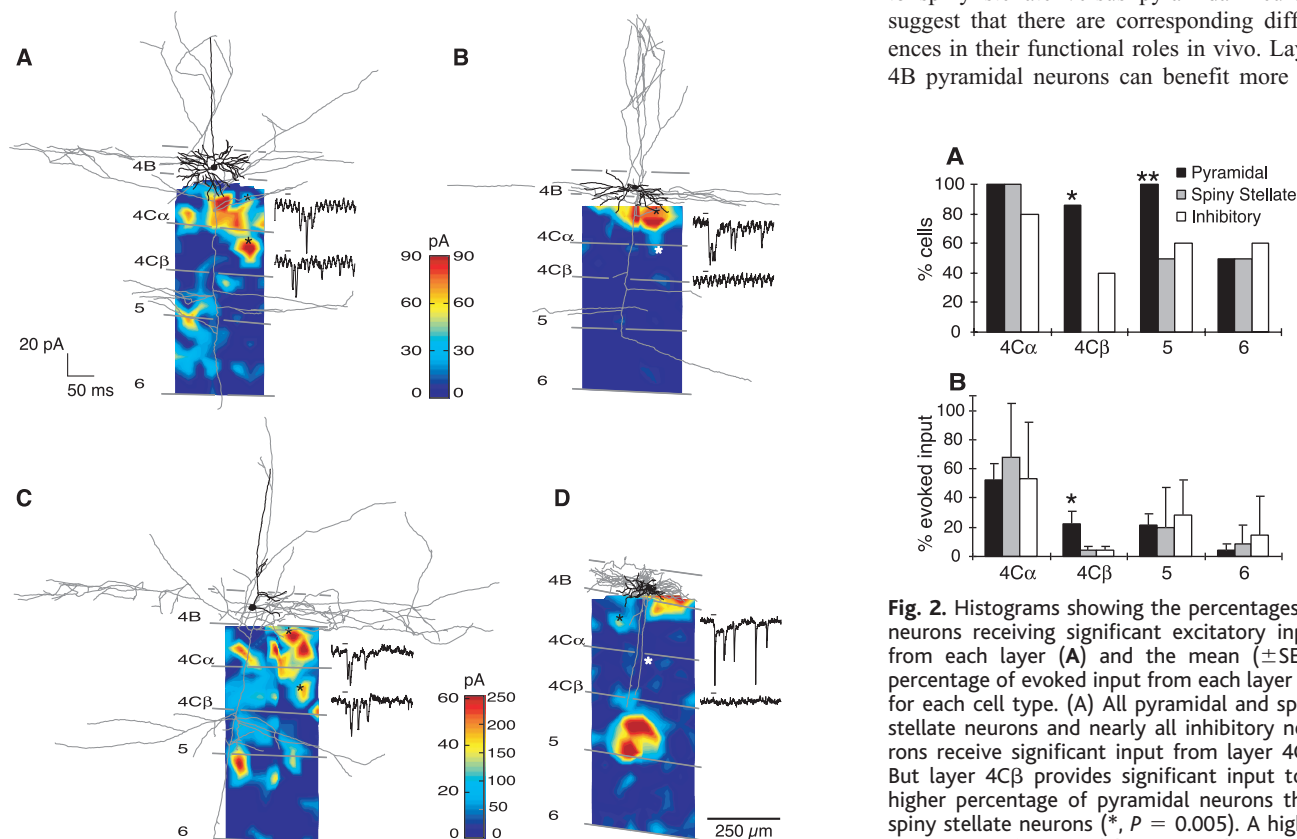 suggest that there are corresponding differ-
ences in their functional roles in vivo. Lay
4B pyramidal neurons can benefit more
A
4B
4Cα
4Cβ
5
6
20 pA
50 ms
pA
90 90
60 60
30 30
0 0
B
4B
4Cα
4Cβ
5
6
C
4B
4Cα
4Cβ
5
6
pA
60 250
200
40 150
20 100
50
0 0
D
4B
4Cα
4Cβ
5
6
250 µm
A
** Pyramidal
* Spiny Stellate
Inhibitory
% cells
100
80
60
40
20
0
4Cα 4Cβ 5 6
B
% evoked input
100
80
60
40
20
0
*
4Cα 4Cβ 5 6
Fig. 2. Histograms showing the percentages
neurons receiving significant excitatory inp
from each layer (A) and the mean (±SE
percentage of evoked input from each layer
for each cell type. (A) All pyramidal and sp
stellate neurons and nearly all inhibitory ne
rons receive significant input from layer 4C
But layer 4Cβ provides significant input to
higher percentage of pyramidal neurons th
spiny stellate neurons (*, P = 0.005). A high